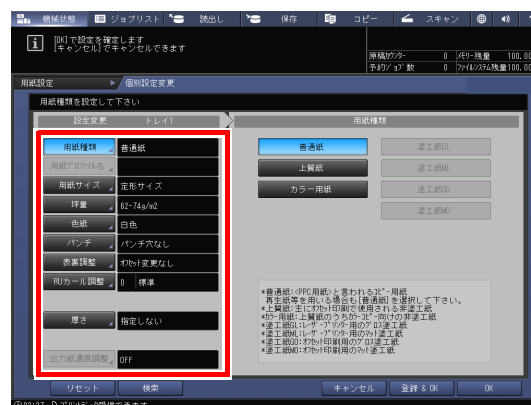 機械状態 ジョブリスト 読出し 保存 コピー スキャン
[OK]で設定を確定します
[キャンセル]でキャンセルできます
原稿ｶｳﾝﾀｰ 0 ﾒﾓﾘｰ残量 100.00
予約ｼﾞｮﾌﾞ数 0 ﾌｧｲﾙｼｽﾃﾑ残量100.00
用紙設定 個別設定変更
用紙種類を設定して下さい
設定変更 トレイ1 用紙種類
用紙種類 普通紙
用紙ﾌﾟﾛﾌｧｲﾙ名
用紙サイズ 定形サイズ
坪量 62-74g/m2
色紙 白色
パンチ パンチ穴なし
表裏調整 ｵﾌｾｯﾄ変更なし
RUカール調整 0 標準
厚さ 指定しない
出力紙濃度調整 OFF
普通紙 塗工紙GL
上質紙 塗工紙ML
カラー用紙 塗工紙GO
塗工紙MO
*普通紙:<PPC用紙>と言われるｺﾋﾟｰ用紙
再生紙等を用いる場合も[普通紙]を選択して下さい。
*上質紙:主にｵﾌｾｯﾄ印刷で使用される非塗工紙
*ｶﾗｰ用紙:上質紙のうちｶﾗｰｺﾋﾟｰ向けの非塗工紙
*塗工紙GL:ﾚｰｻﾞｰﾌﾟﾘﾝﾀｰ用のｸﾞﾛｽ塗工紙
*塗工紙ML:ﾚｰｻﾞｰﾌﾟﾘﾝﾀｰ用のﾏｯﾄ塗工紙
*塗工紙GO:ｵﾌｾｯﾄ印刷用のｸﾞﾛｽ塗工紙
*塗工紙MO:ｵﾌｾｯﾄ印刷用のﾏｯﾄ塗工紙
リセット 検索 キャンセル 登録 & OK OK